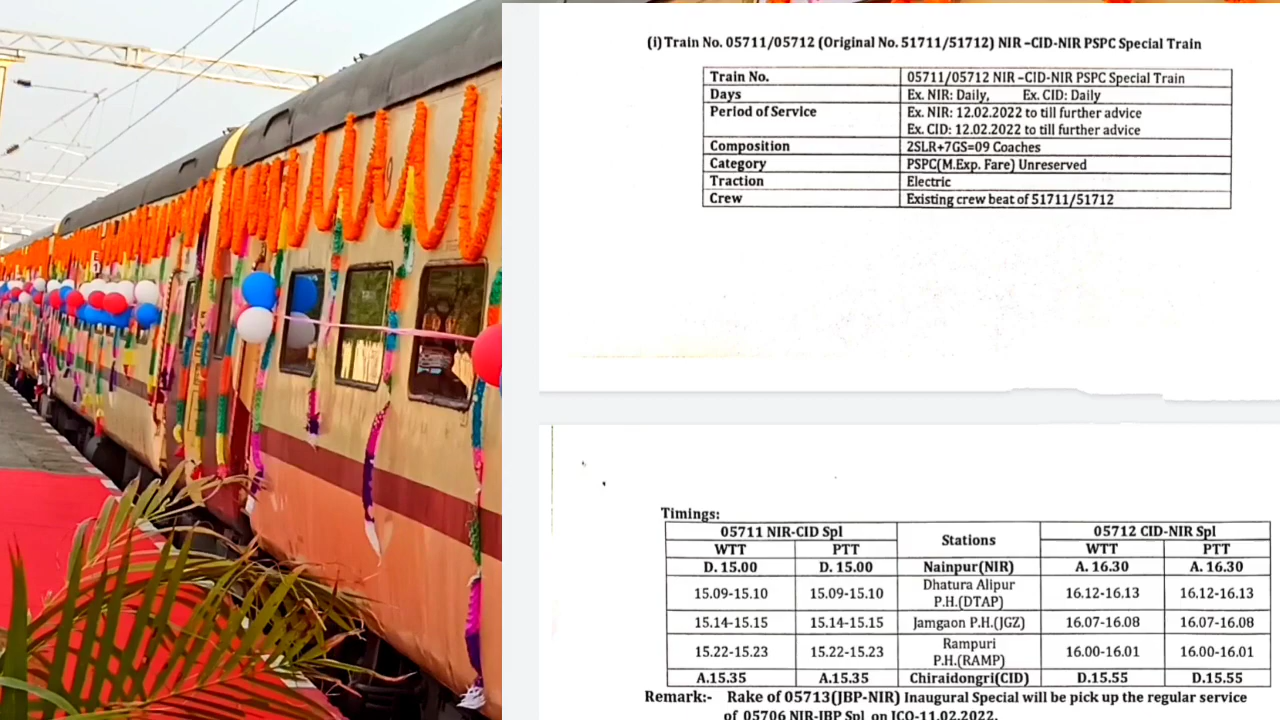 (i) Train No. 05711/05712 (Original No. 51711/51712) NIR –CID-NIR PSPC Special Train
Train No. 05711/05712 NIR –CID-NIR PSPC Special Train
Days Ex. NIR: Daily, Ex. CID: Daily
Period of Service Ex. NIR: 12.02.2022 to till further advice
Ex. CID: 12.02.2022 to till further advice
Composition 2SLR+7GS=09 Coaches
Category PSPC(M.Exp. Fare) Unreserved
Traction Electric
Crew Existing crew beat of 51711/51712
Timings:
05711 NIR-CID Spl Stations 05712 CID-NIR Spl
WTT PTT WTT PTT
D. 15.00 D. 15.00 Nainpur(NIR) A. 16.30 A. 16.30
15.09-15.10 15.09-15.10 Dhatura Alipur P.H.(DTAP) 16.12-16.13 16.12-16.13
15.14-15.15 15.14-15.15 Jamgaon P.H.(JGZ) 16.07-16.08 16.07-16.08
15.22-15.23 15.22-15.23 Rampuri P.H.(RAMP) 16.00-16.01 16.00-16.01
A.15.35 A.15.35 Chiraidongri(CID) D.15.55 D.15.55
Remark:- Rake of 05713(JBP-NIR) Inaugural Special will be pick up the regular service
of 05706 NIR-JBP Spl on JCO-11.02.2022.